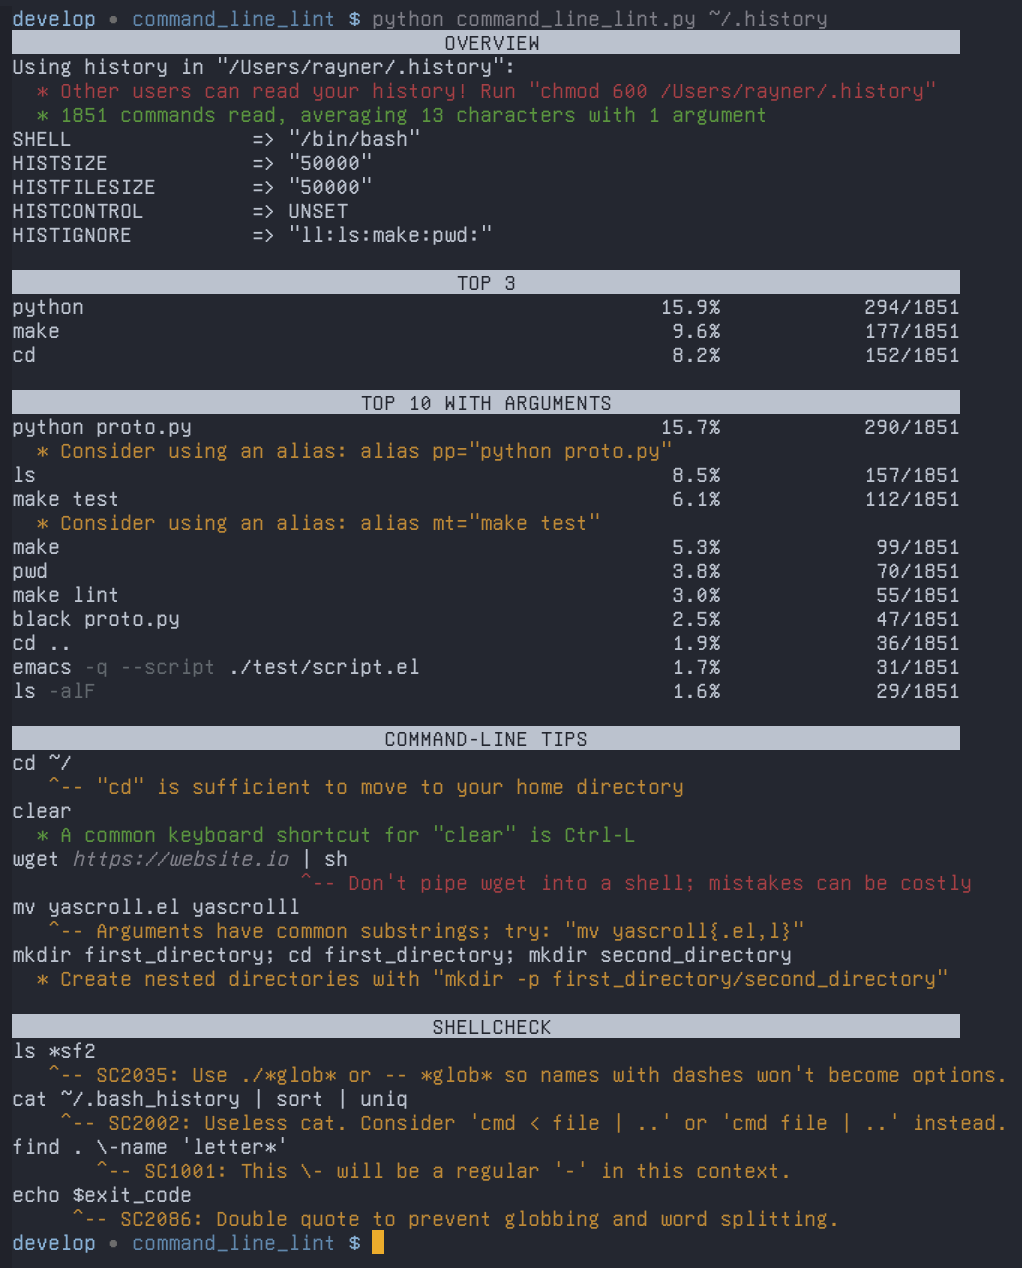 develop • command_line_lint $ python command_line_lint.py ~/.history
OVERVIEW
Using history in "/Users/rayner/.history":
* Other users can read your history! Run "chmod 600 /Users/rayner/.history"
* 1851 commands read, averaging 13 characters with 1 argument
SHELL => "/bin/bash"
HISTSIZE => "50000"
HISTFILESIZE => "50000"
HISTCONTROL => UNSET
HISTIGNORE => "ll:ls:make:pwd:"
TOP 3
python 15.9% 294/1851
make 9.6% 177/1851
cd 8.2% 152/1851
TOP 10 WITH ARGUMENTS
python proto.py 15.7% 290/1851
* Consider using an alias: alias pp="python proto.py"
ls 8.5% 157/1851
make test 6.1% 112/1851
* Consider using an alias: alias mt="make test"
make 5.3% 99/1851
pwd 3.8% 70/1851
make lint 3.0% 55/1851
black proto.py 2.5% 47/1851
cd .. 1.9% 36/1851
emacs -q --script ./test/script.el 1.7% 31/1851
ls -alF 1.6% 29/1851
COMMAND-LINE TIPS
cd ~/
^-- "cd" is sufficient to move to your home directory
clear
* A common keyboard shortcut for "clear" is Ctrl-L
wget https://website.io | sh
^-- Don't pipe wget into a shell; mistakes can be costly
mv yascroll.el yascrolll
^-- Arguments have common substrings; try: "mv yascroll{.el,l}"
mkdir first_directory; cd first_directory; mkdir second_directory
* Create nested directories with "mkdir -p first_directory/second_directory"
SHELLCHECK
ls *sf2
^-- SC2035: Use ./*glob* or -- *glob* so names with dashes won't become options.
cat ~/.bash_history | sort | uniq
^-- SC2002: Useless cat. Consider 'cmd < file | ..' or 'cmd file | ..' instead.
find . \-name 'letter*'
^-- SC1001: This \- will be a regular '-' in this context.
echo $exit_code
^-- SC2086: Double quote to prevent globbing and word splitting.
develop • command_line_lint $